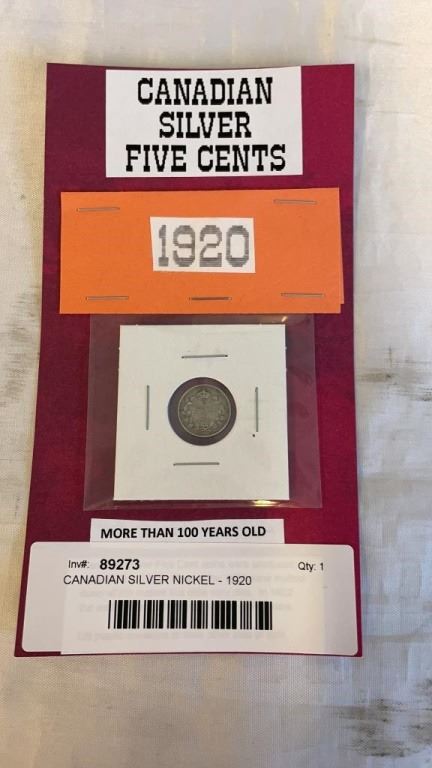 CANADIAN
SILVER
FIVE CENTS
1920
MORE THAN 100 YEARS OLD
Inv#: 89273 Qty: 1
CANADIAN SILVER NICKEL - 1920